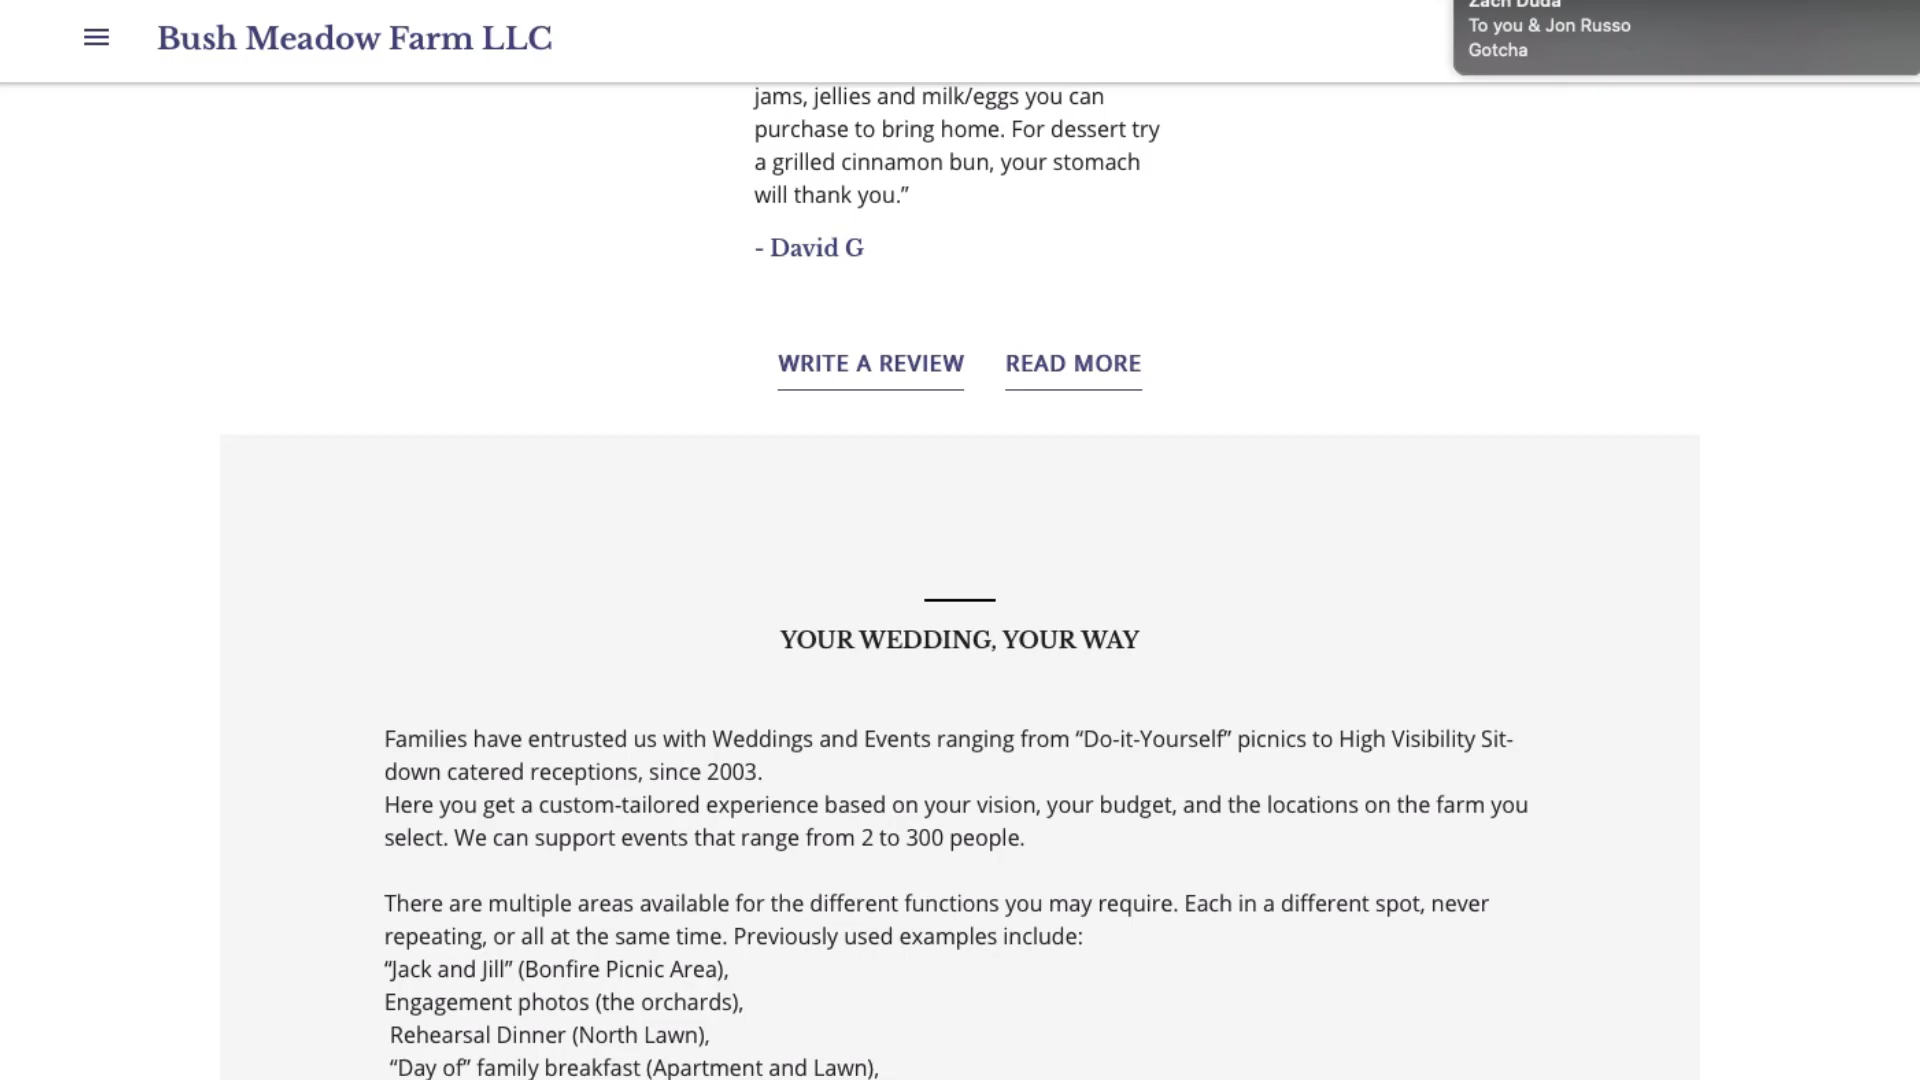 Bush Meadow Farm LLC
Zach Duda
To you & Jon Russo
Gotcha
jams, jellies and milk/eggs you can
purchase to bring home. For dessert try
a grilled cinnamon bun, your stomach
will thank you.”
- David G
WRITE A REVIEW READ MORE
YOUR WEDDING, YOUR WAY
Families have entrusted us with Weddings and Events ranging from “Do-it-Yourself” picnics to High Visibility Sit-
down catered receptions, since 2003.
Here you get a custom-tailored experience based on your vision, your budget, and the locations on the farm you
select. We can support events that range from 2 to 300 people.
There are multiple areas available for the different functions you may require. Each in a different spot, never
repeating, or all at the same time. Previously used examples include:
“Jack and Jill” (Bonfire Picnic Area),
Engagement photos (the orchards),
Rehearsal Dinner (North Lawn),
“Day of” family breakfast (Apartment and Lawn),